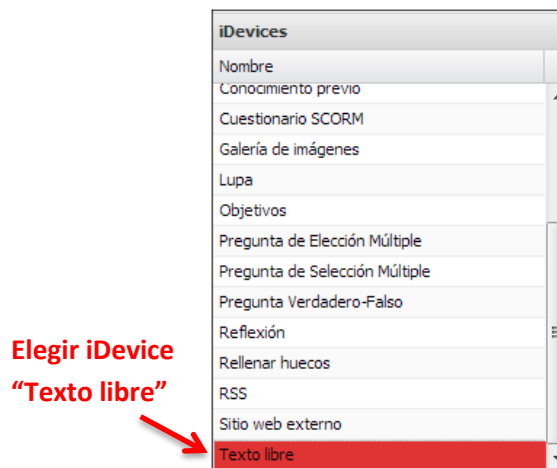 iDevices
Nombre
Conocimiento previo
Cuestionario SCORM
Galería de imágenes
Lupa
Objetivos
Pregunta de Elección Múltiple
Pregunta de Selección Múltiple
Pregunta Verdadero-Falso
Reflexión
Rellenar huecos
RSS
Sitio web externo
Texto libre
Elegir iDevice
“Texto libre”